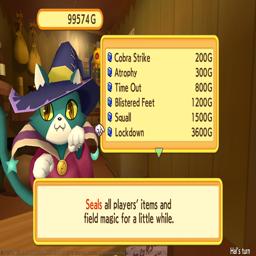 99574G
Cobra Strike 200G
Atrophy 300G
Time Out 800G
Blistered Feet 1200G
Squall 1500G
Lockdown 3600G
Seals all players' items and
field magic for a little while.
Hal's turn